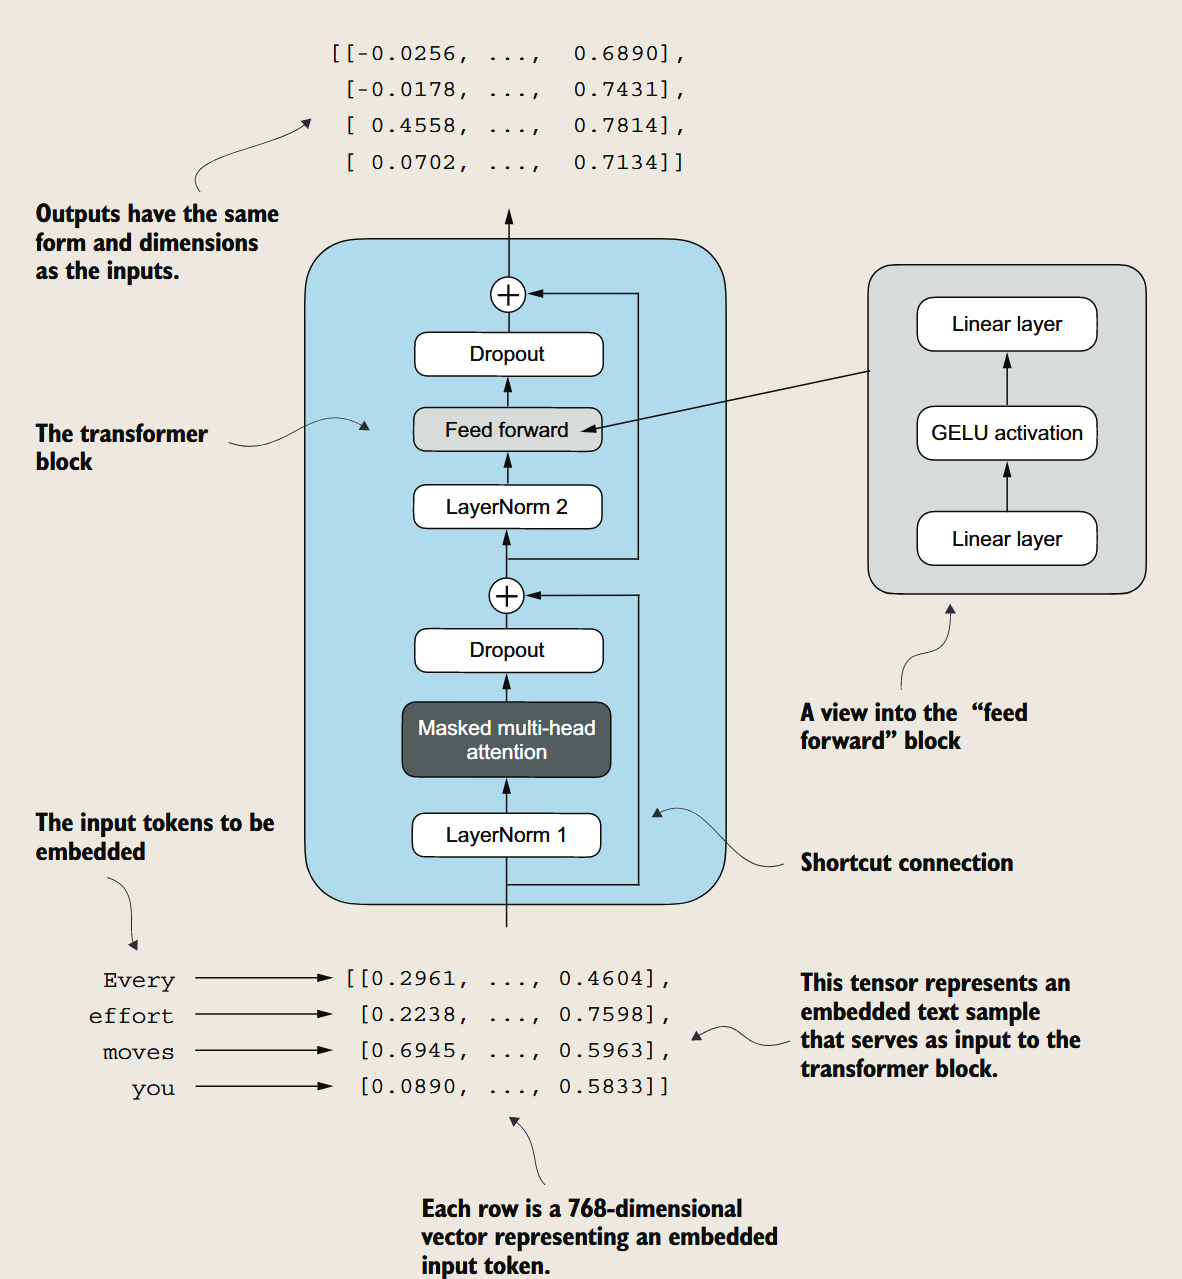 [[-0.0256, ..., 0.6890],
[-0.0178, ..., 0.7431],
[ 0.4558, ..., 0.7814],
[ 0.0702, ..., 0.7134]]
Outputs have the same
form and dimensions
as the inputs.
Dropout
Feed forward
LayerNorm 2
Dropout
Masked multi-head
attention
LayerNorm 1
Linear layer
GELU activation
Linear layer
The transformer
block
A view into the “feed
forward” block
The input tokens to be
embedded
Shortcut connection
Every [[0.2961, ..., 0.4604],
effort [0.2238, ..., 0.7598],
moves [0.6945, ..., 0.5963],
you [0.0890, ..., 0.5833]]
This tensor represents an
embedded text sample
that serves as input to the
transformer block.
Each row is a 768-dimensional
vector representing an embedded
input token.